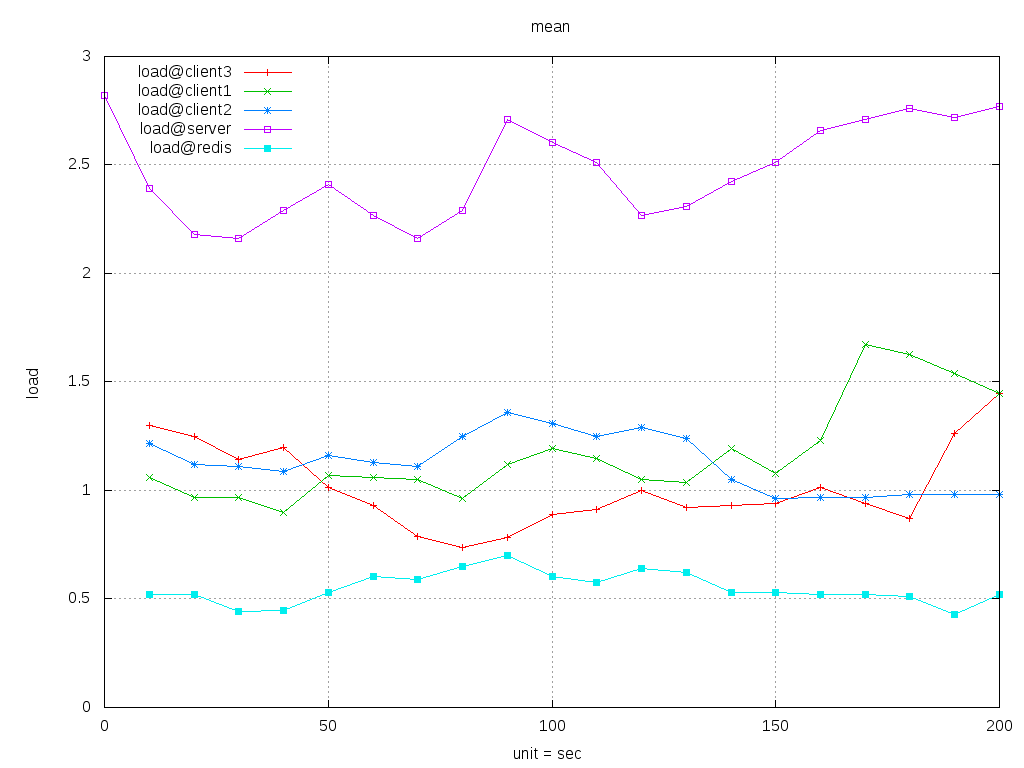 mean
load@client3
load@client1
load@client2
load@server
load@redis
3
2.5
2
1.5
1
0.5
0
load
0 50 100 150 200
unit = sec